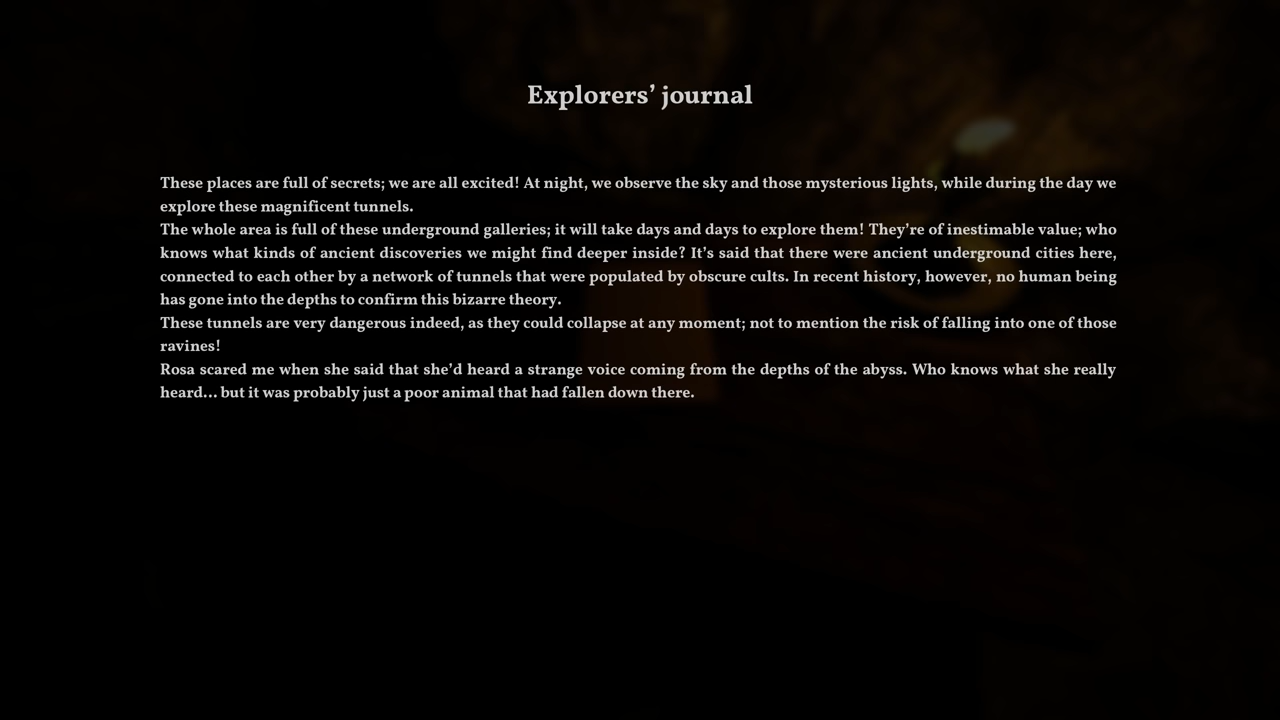 Explorers’ journal
These places are full of secrets; we are all excited! At night, we observe the sky and those mysterious lights, while during the day we
explore these magnificent tunnels.
The whole area is full of these underground galleries; it will take days and days to explore them! They’re of inestimable value; who
knows what kinds of ancient discoveries we might find deeper inside? It’s said that there were ancient underground cities here,
connected to each other by a network of tunnels that were populated by obscure cults. In recent history, however, no human being
has gone into the depths to confirm this bizarre theory.
These tunnels are very dangerous indeed, as they could collapse at any moment; not to mention the risk of falling into one of those
ravines!
Rosa scared me when she said that she’d heard a strange voice coming from the depths of the abyss. Who knows what she really
heard... but it was probably just a poor animal that had fallen down there.